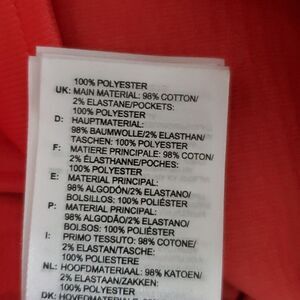 100% POLYESTER
UK: MAIN MATERIAL: 98% COTTON/
2% ELASTANE/POCKETS:
100% POLYESTER
D: HAUPTMATERIAL:
98% BAUMWOLLE/2% ELASTHAN/
TASCHEN: 100% POLYESTER
F: MATIERE PRINCIPALE: 98% COTON/
2% ÉLASTHANNE/POCHES:
100% POLYESTER
E: MATERIAL PRINCIPAL:
98% ALGODÓN/2% ELASTANO/
BOLSILLOS: 100% POLIÉSTER
P: MATERIAL PRINCIPAL:
98% ALGODÃO/2% ELASTANO/
BOLSOS: 100% POLIÉSTER
I: PRIMO TESSUTO: 98% COTONE/
2% ELASTAN/TASCHE:
100% POLIESTERE
NL: HOOFDMATERIAAL: 98% KATOEN/
2% ELASTAAN/ZAKKEN:
100% POLYESTER
DK: HOVEDMATERIALE: 98%